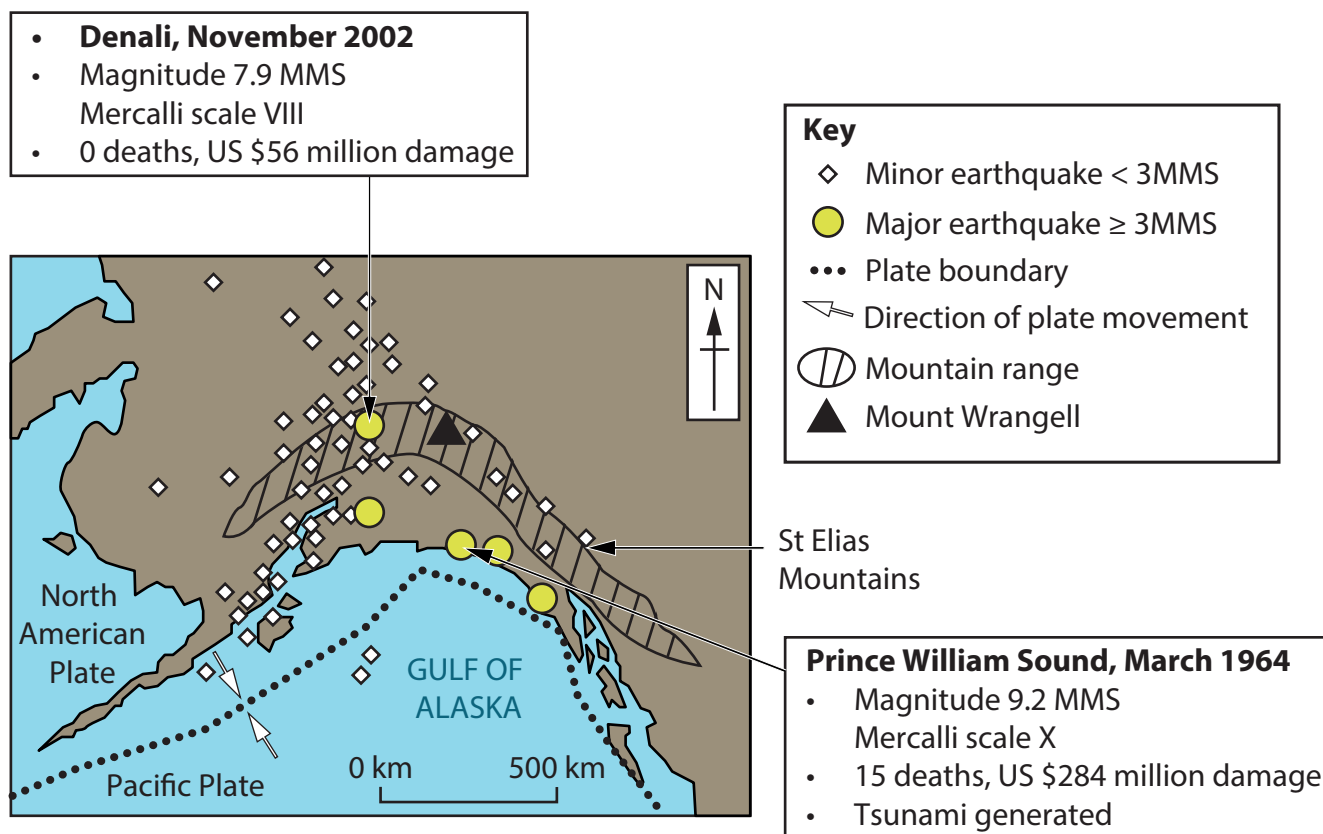 • Denali, November 2002
• Magnitude 7.9 MMS
Mercalli scale VIII
• 0 deaths, US $56 million damage
Key
Minor earthquake < 3MMS
Major earthquake ≥ 3MMS
Plate boundary
Direction of plate movement
Mountain range
Mount Wrangell
N
St Elias
Mountains
North
American
Plate
GULF OF
ALASKA
Pacific Plate
0 km 500 km
Prince William Sound, March 1964
• Magnitude 9.2 MMS
Mercalli scale X
• 15 deaths, US $284 million damage
• Tsunami generated